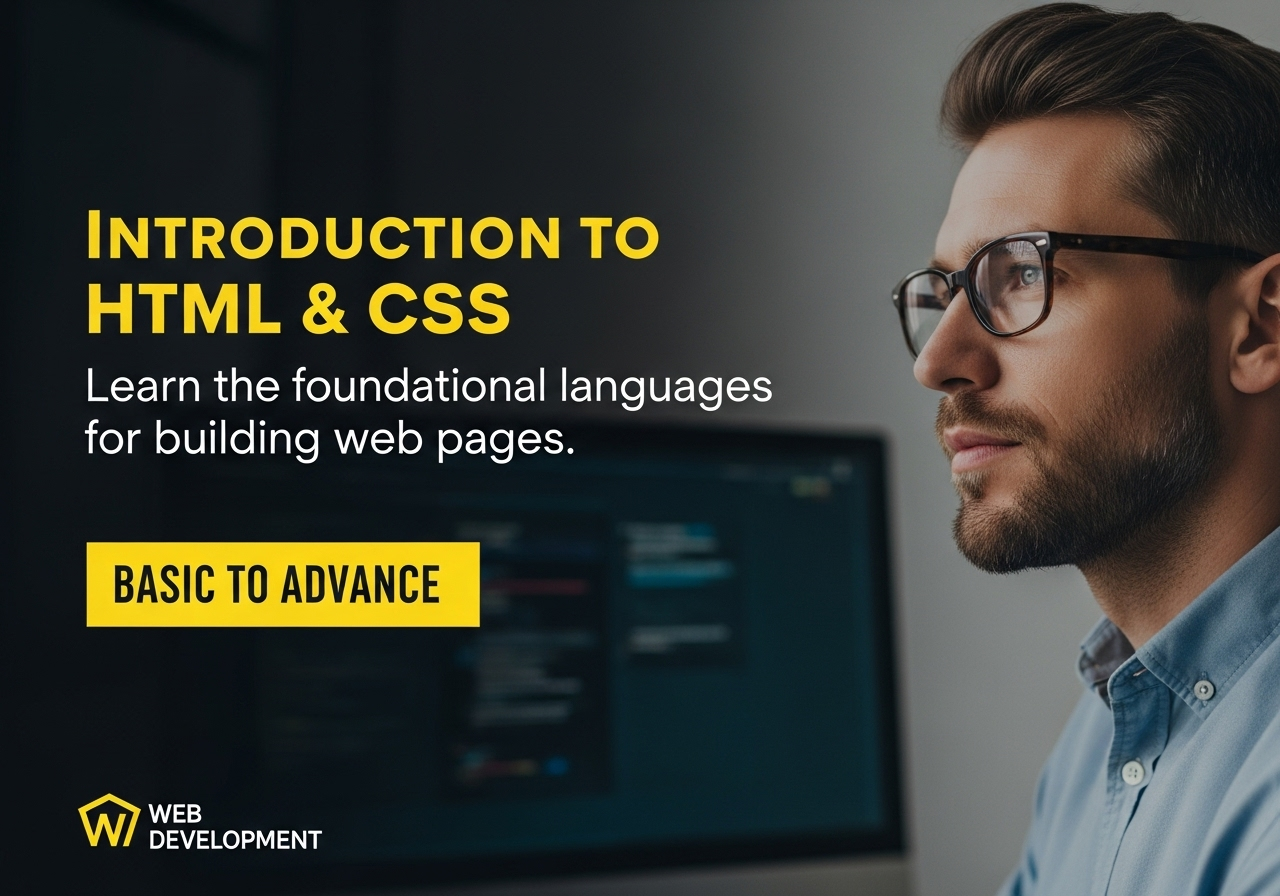 INTRODUCTION TO
HTML & CSS
Learn the foundational languages
for building web pages.
BASIC TO ADVANCE
WEB
DEVELOPMENT